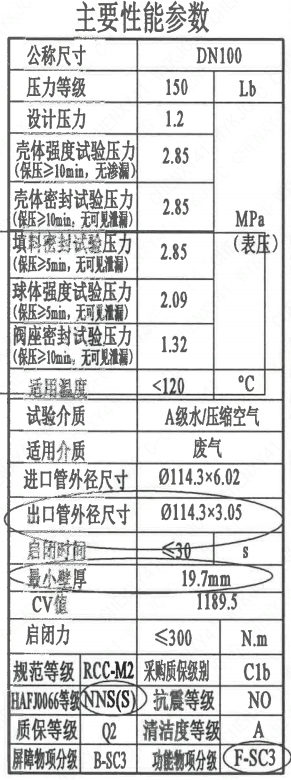 主要性能参数
公称尺寸 DN100
压力等级 150 Lb
设计压力 1.2
壳体强度试验压力
(保压≥10min, 无渗漏) 2.85
壳体密封试验压力
(保压≥10min, 无可见泄漏) 2.85
MPa
(表压)
填料密封试验压力
(保压≥5min, 无可见泄漏) 2.85
球体强度试验压力
(保压≥5min, 无可见泄漏) 2.09
阀座密封试验压力
(保压≥10min, 无可见泄漏) 1.32
适用温度 <120 °C
试验介质 A级水/压缩空气
适用介质 废气
进口管外径尺寸 Ø114.3×6.02
出口管外径尺寸 Ø114.3×3.05
启闭时间 ≤30 s
最小壁厚 19.7mm
CV值 1189.5
启闭力 ≤300 N.m
规范等级 RCC-M2 采购质保级别 C1b
HAFJ0066等级 NNS(S) 抗震等级 NO
质保等级 Q2 清洁度等级 A
屏障物项分级 B-SC3 功能物项分级 F-SC3